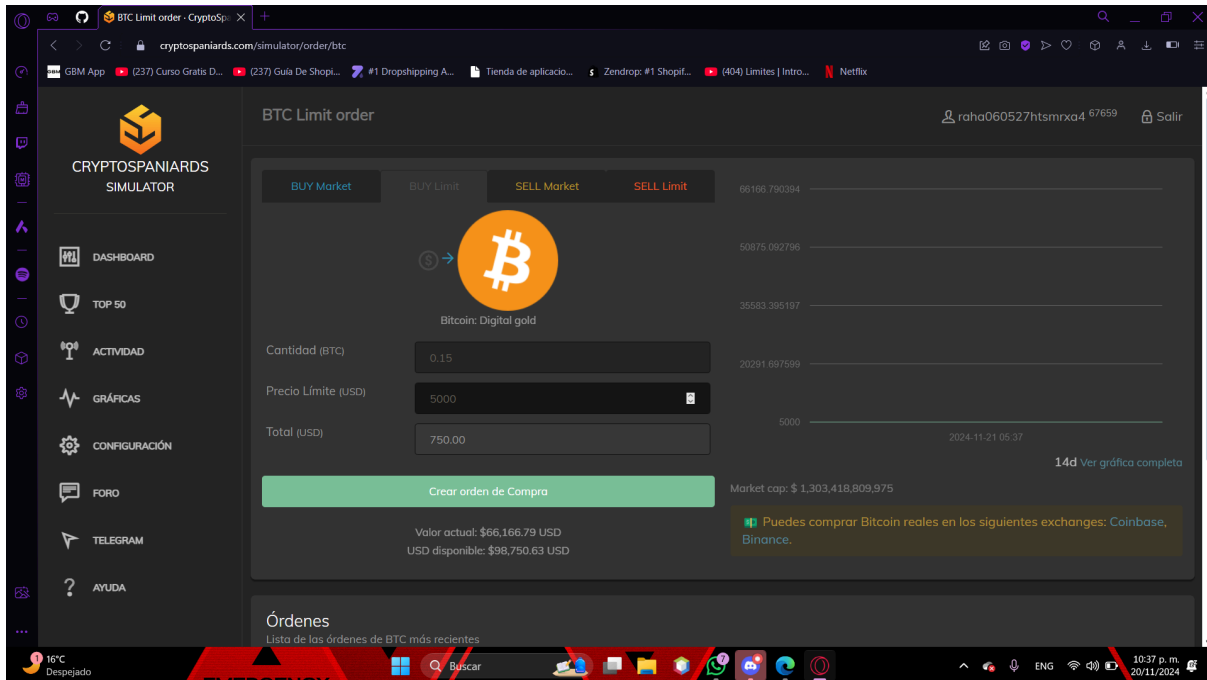 BTC Limit order · CryptoSpa
cryptospaniards.com/simulator/order/btc
GBM App
(237) Curso Gratis D...
(237) Guía De Shopi...
#1 Dropshipping A...
Tienda de aplicacio...
Zendrop: #1 Shopif...
(404) Limites | Intro...
Netflix
CRYPTOSPANIARDS
SIMULATOR
DASHBOARD
TOP 50
ACTIVIDAD
GRÁFICAS
CONFIGURACIÓN
FORO
TELEGRAM
AYUDA
BTC Limit order
raha060527htsmrxa4 67659
Salir
BUY Market
BUY Limit
SELL Market
SELL Limit
Bitcoin: Digital gold
Cantidad (BTC)
0.15
Precio Límite (USD)
5000
Total (USD)
750.00
Crear orden de Compra
Valor actual: $66,166.79 USD
USD disponible: $98,750.63 USD
66166.790394
50875.092796
35583.395197
20291.697599
5000
2024-11-21 05:37
14d Ver gráfica completa
Market cap: $ 1,303,418,809,975
Puedes comprar Bitcoin reales en los siguientes exchanges: Coinbase,
Binance.
Órdenes
Lista de las órdenes de BTC más recientes
1
16°C
Despejado
Buscar
7
ENG
10:37 p. m.
20/11/2024